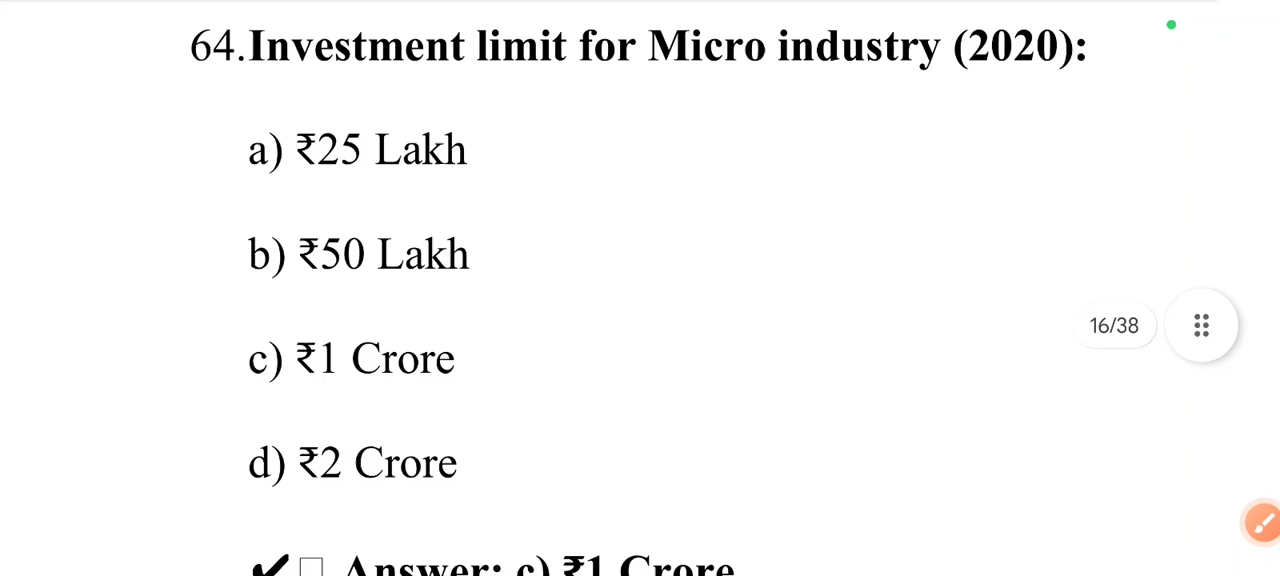 64.Investment limit for Micro industry (2020):
a) ₹25 Lakh
b) ₹50 Lakh
c) ₹1 Crore
16/38
d) ₹2 Crore
✔□ Answer: c) ₹1 Crore